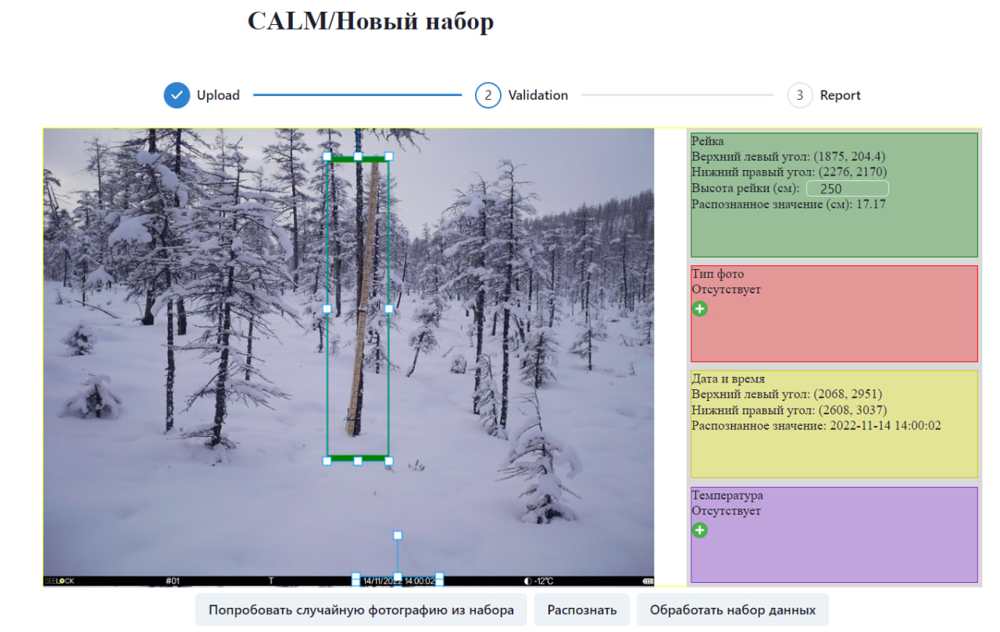 CALM/Новый набор
Upload
2 Validation
3 Report
Рейка
Верхний левый угол: (1875, 204.4)
Нижний правый угол: (2276, 2170)
Высота рейки (см): 250
Распознанное значение (см): 17.17
Тип фото
Отсутствует
Дата и время
Верхний левый угол: (2068, 2951)
Нижний правый угол: (2608, 3037)
Распознанное значение: 2022-11-14 14:00:02
Температура
Отсутствует
SEELOCK #01 T 14/11/2022 14:00:02 -12°C
Попробовать случайную фотографию из набора Распознать Обработать набор данных